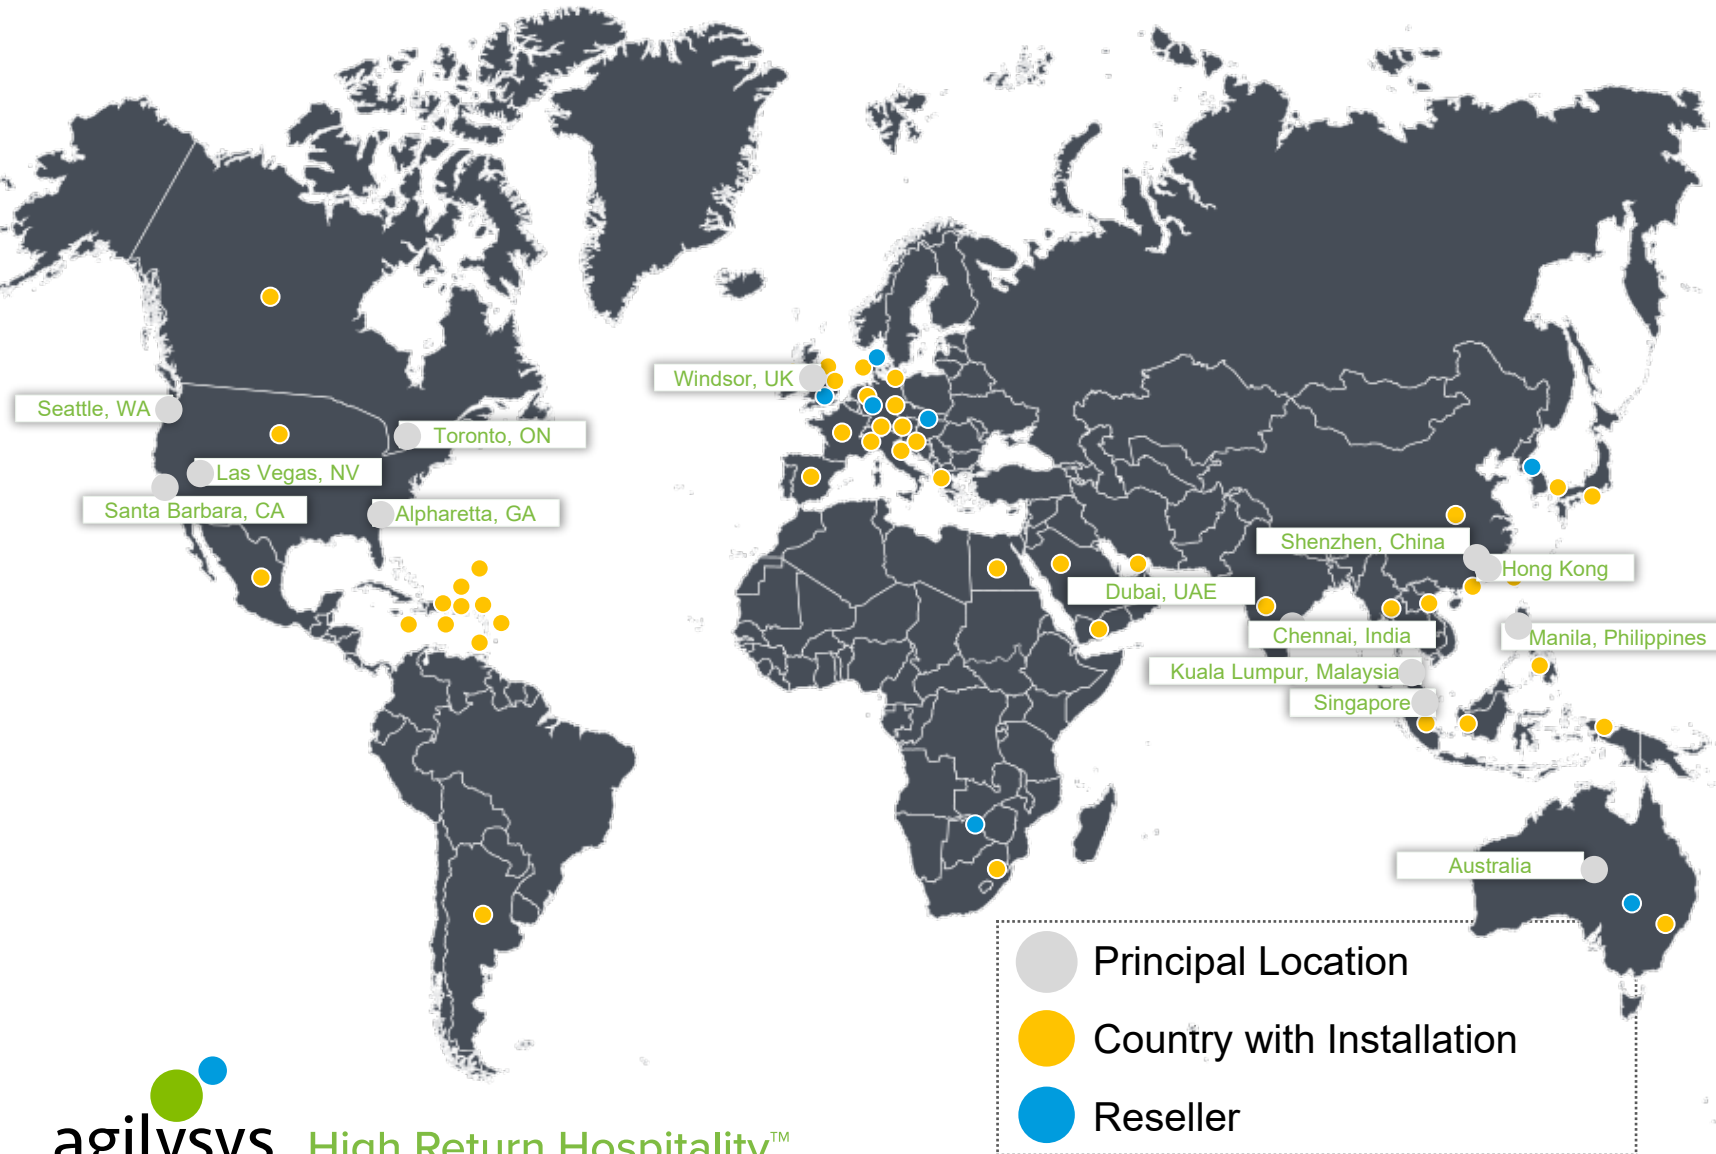 Windsor, UK
Seattle, WA
Toronto, ON
Las Vegas, NV
Santa Barbara, CA
Alpharetta, GA
Shenzhen, China
Hong Kong
Dubai, UAE
Chennai, India
Manila, Philippines
Kuala Lumpur, Malaysia
Singapore
Australia
Principal Location
Country with Installation
Reseller
agilysys High Return Hospitality™